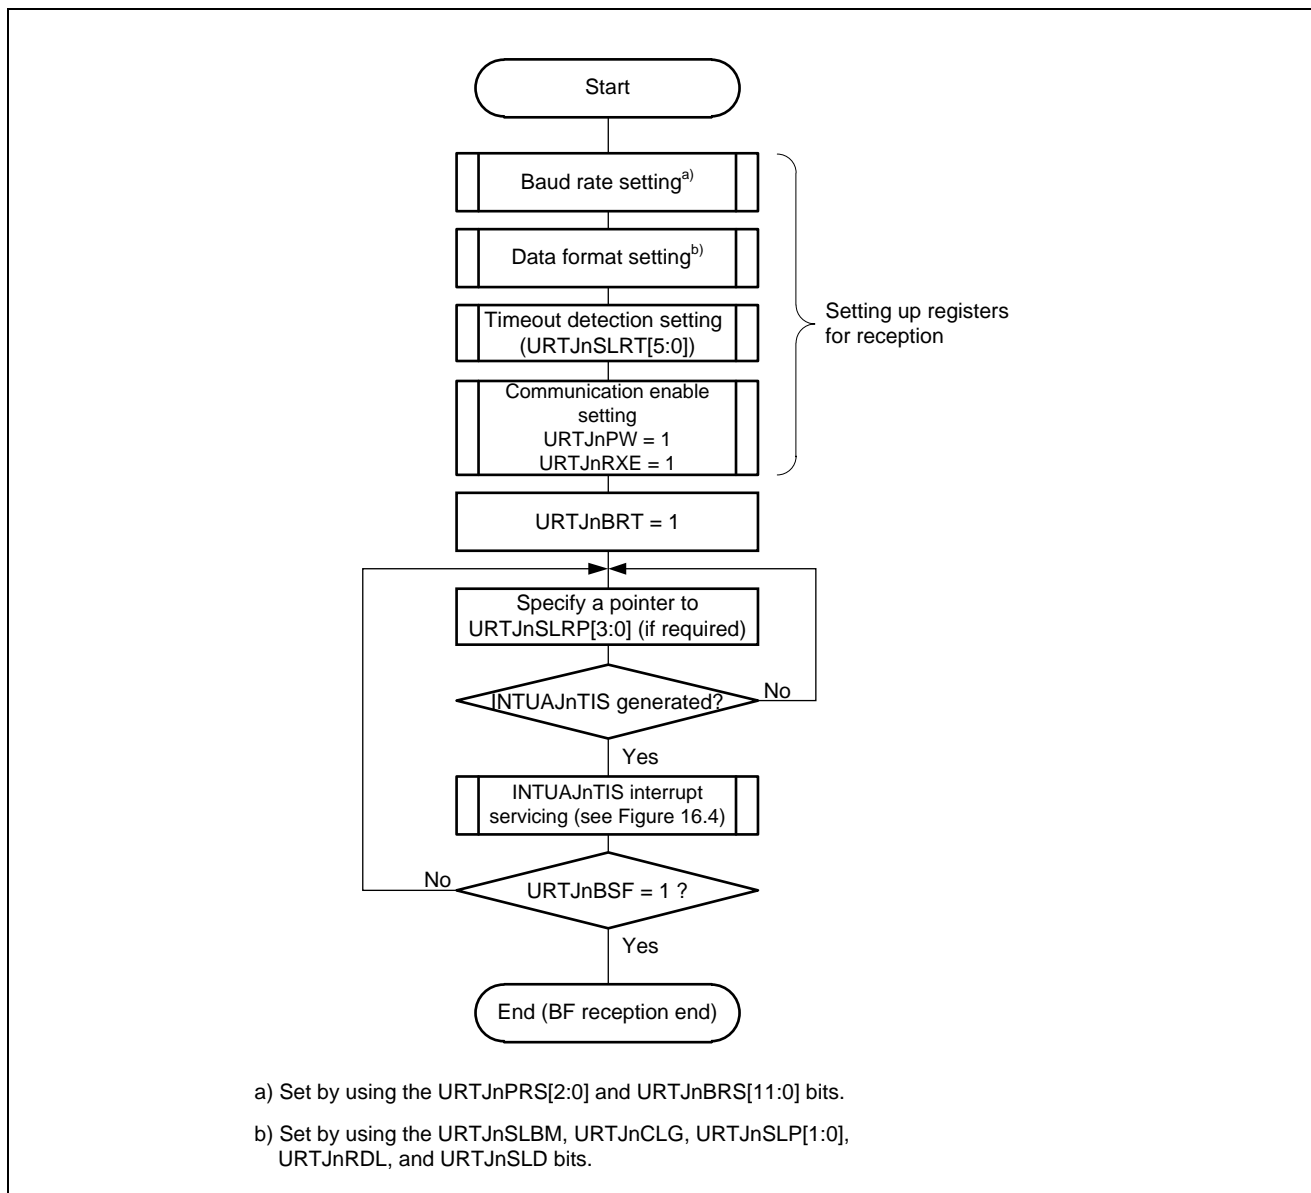 Start
Baud rate setting a)
Data format setting b)
Timeout detection setting
(URTJnSLRT[5:0])
Communication enable
setting
URTJnPW = 1
URTJnRXE = 1
Setting up registers
for reception
URTJnBRT = 1
Specify a pointer to
URTJnSLRP[3:0] (if required)
INTUAJnTIS generated?
No
Yes
INTUAJnTIS interrupt
servicing (see Figure 16.4)
No
URTJnBSF = 1 ?
Yes
End (BF reception end)
a) Set by using the URTJnPRS[2:0] and URTJnBRS[11:0] bits.
b) Set by using the URTJnSLBM, URTJnCLG, URTJnSLP[1:0],
URTJnRDL, and URTJnSLD bits.